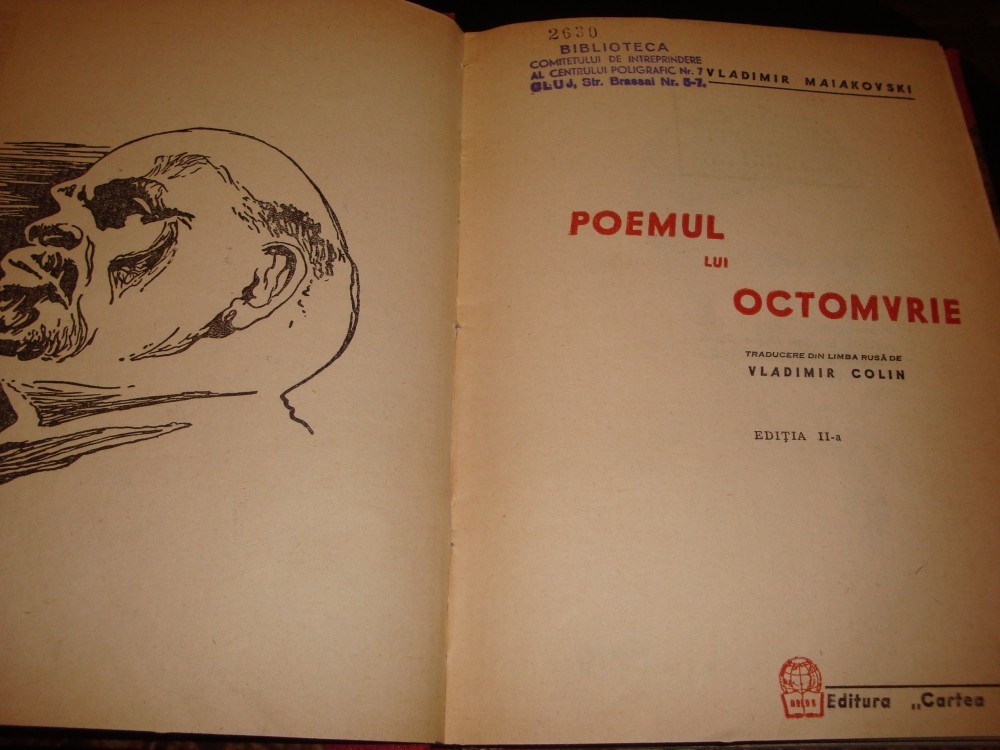 2630
BIBLIOTECA
COMITETULUI DE INTREPRINDERE
AL CENTRULUI POLIGRAFIC Nr. 7
CLUJ, Str. Brassai Nr. 5-7.
VLADIMIR MAIAKOVSKI
POEMUL
LUI
OCTOMVRIE
TRADUCERE DIN LIMBA RUSĂ DE
VLADIMIR COLIN
EDIȚIA II-a
Editura „Cartea